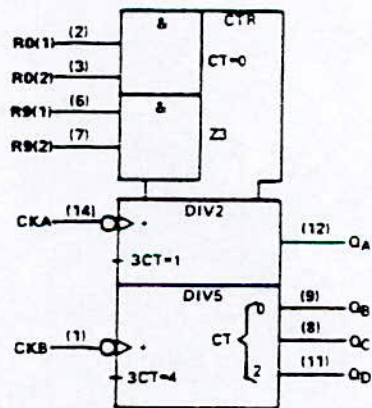 & CTR
R0(1) (2)
CT=0
R0(2) (3)
R9(1) (6) &
R9(2) (7) Z3
DIV2
CKA (14) +
(12) QA
3CT=1
DIV5
0 (9) QB
CKB (1) + CT (8) QC
3CT=4 2 (11) QD